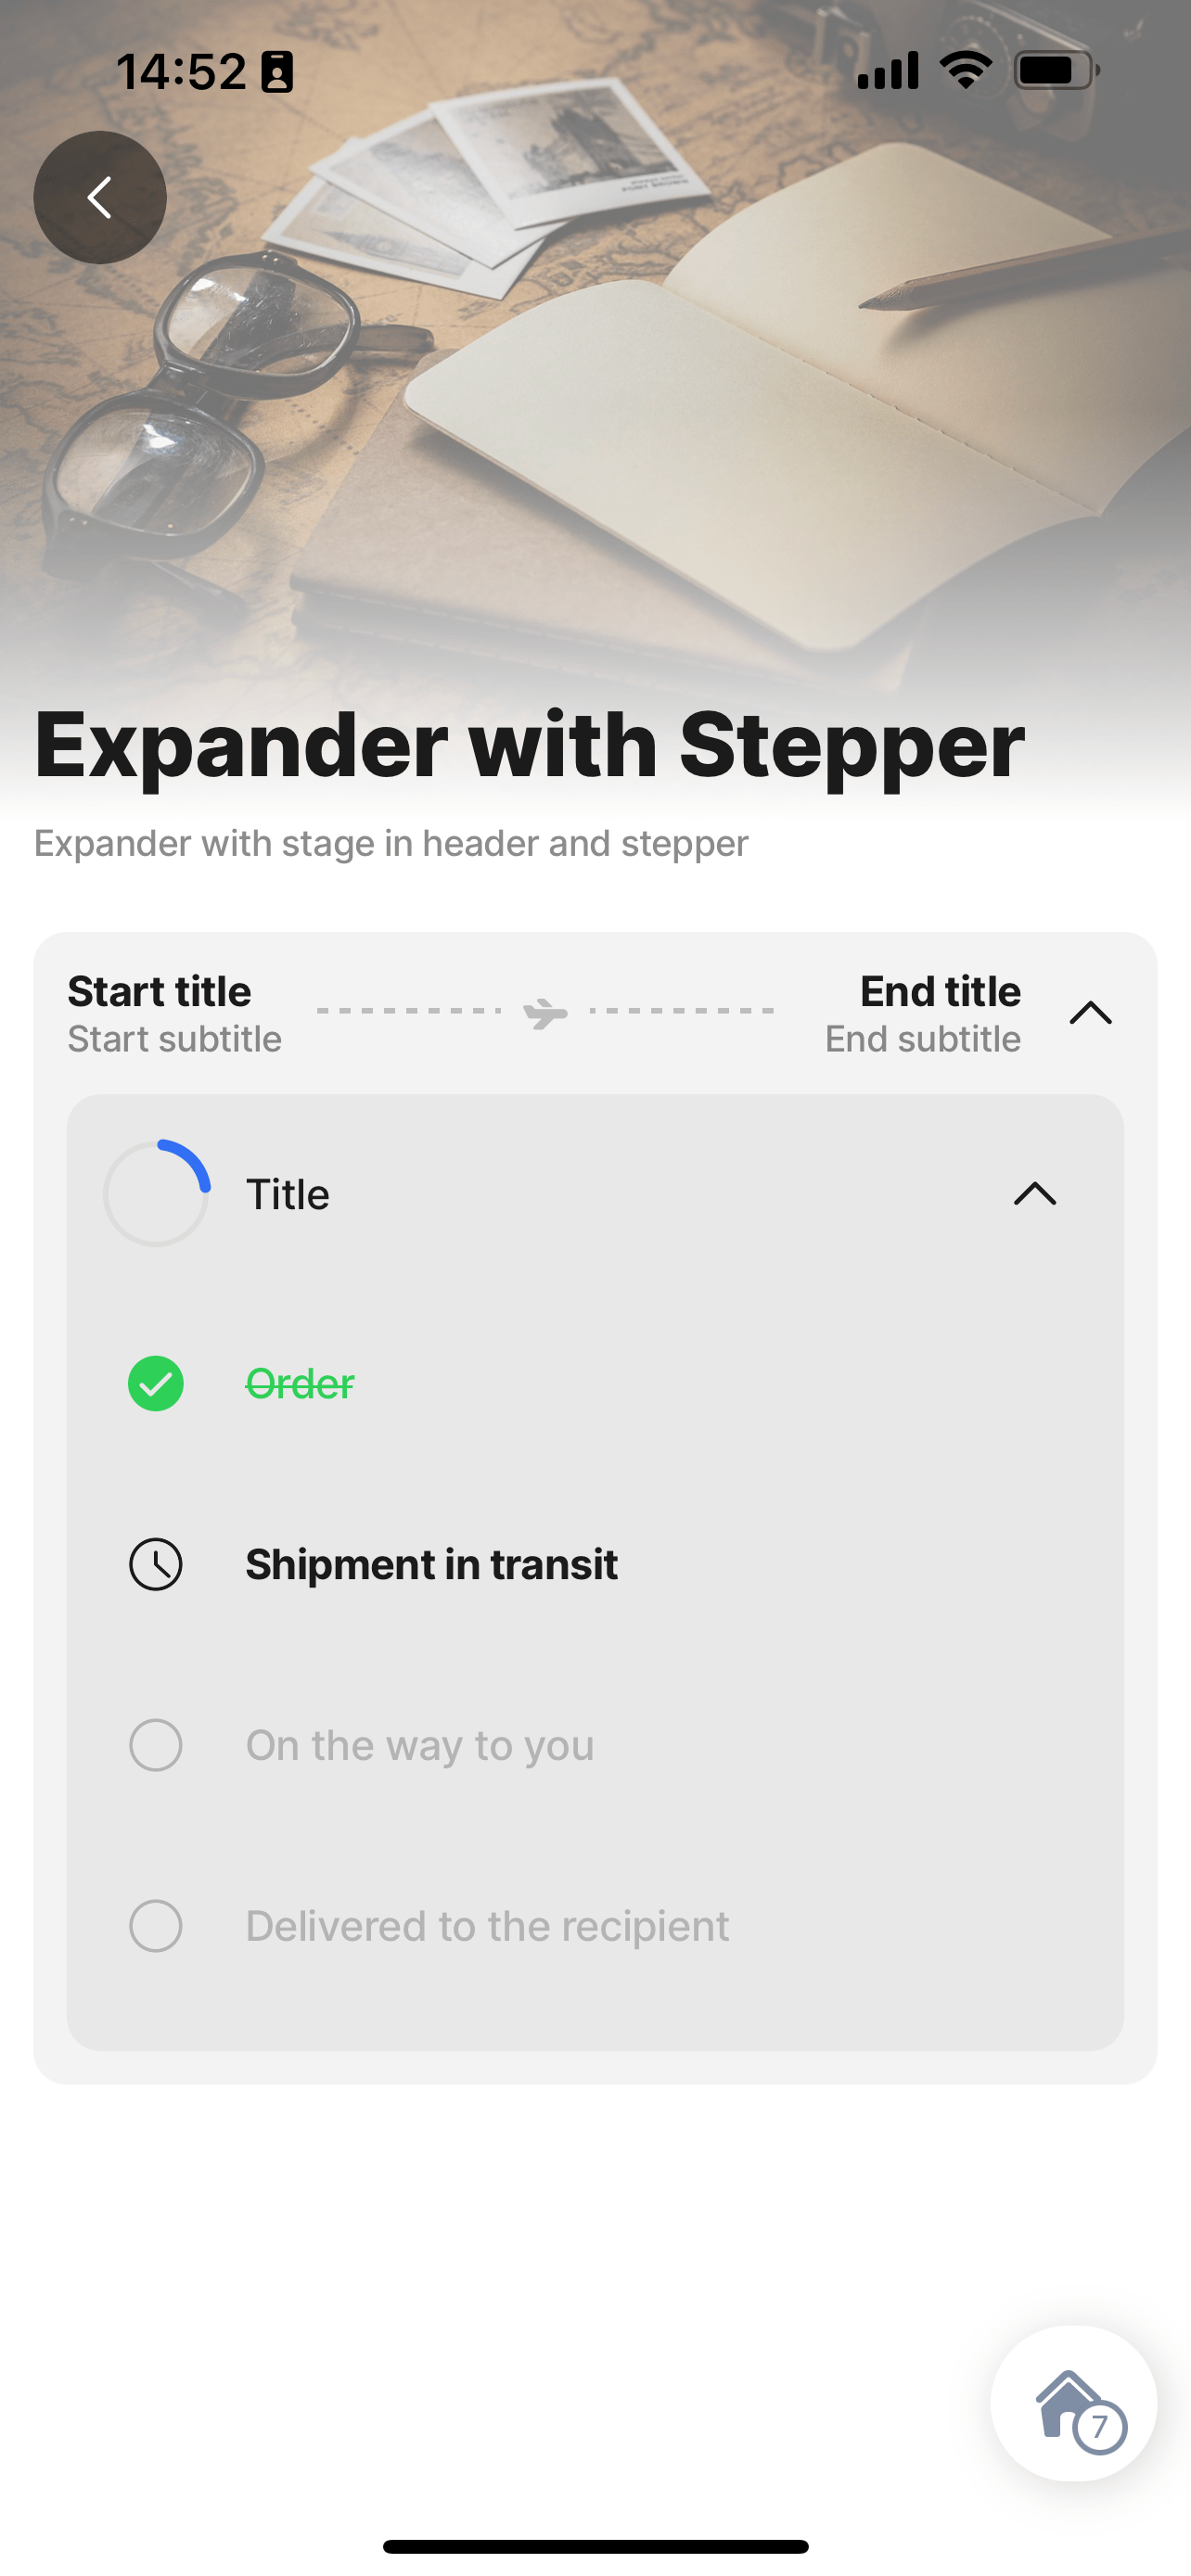 14:52
Expander with Stepper
Expander with stage in header and stepper
Start title
Start subtitle
End title
End subtitle
Title
Order
Shipment in transit
On the way to you
Delivered to the recipient
7